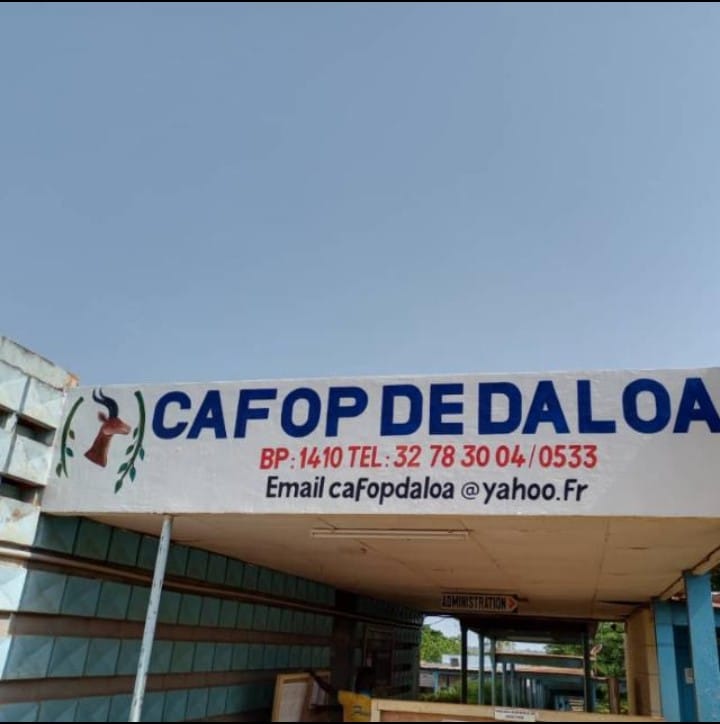 CAFOP DE DALOA
BP : 1410 TEL : 32 78 30 04 / 0533
Email cafopdaloa @ yahoo.Fr
ADMINISTRATION